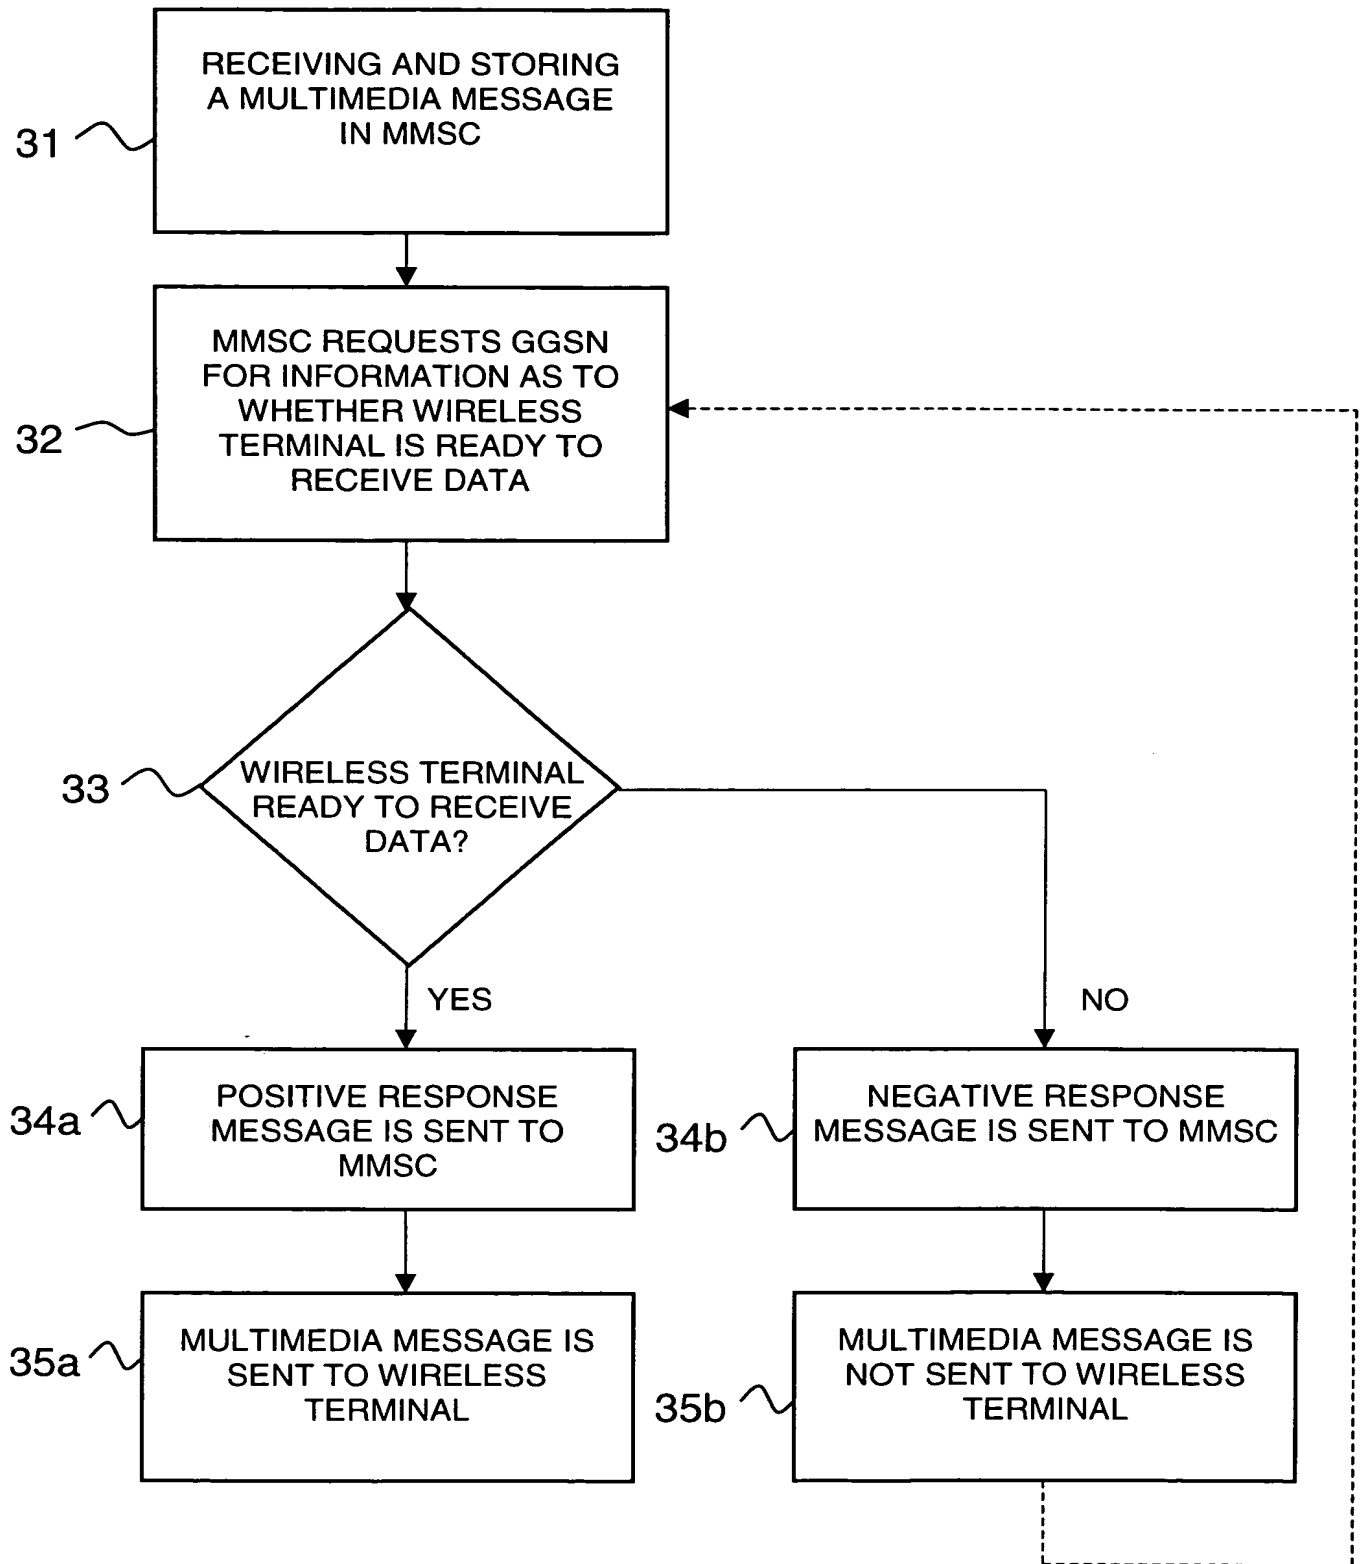 RECEIVING AND STORING
A MULTIMEDIA MESSAGE
IN MMSC
31
MMSC REQUESTS GGSN
FOR INFORMATION AS TO
WHETHER WIRELESS
TERMINAL IS READY TO
RECEIVE DATA
32
WIRELESS TERMINAL
READY TO RECEIVE
DATA?
33
YES
NO
POSITIVE RESPONSE
MESSAGE IS SENT TO
MMSC
34a
NEGATIVE RESPONSE
MESSAGE IS SENT TO MMSC
34b
MULTIMEDIA MESSAGE IS
SENT TO WIRELESS
TERMINAL
35a
MULTIMEDIA MESSAGE IS
NOT SENT TO WIRELESS
TERMINAL
35b